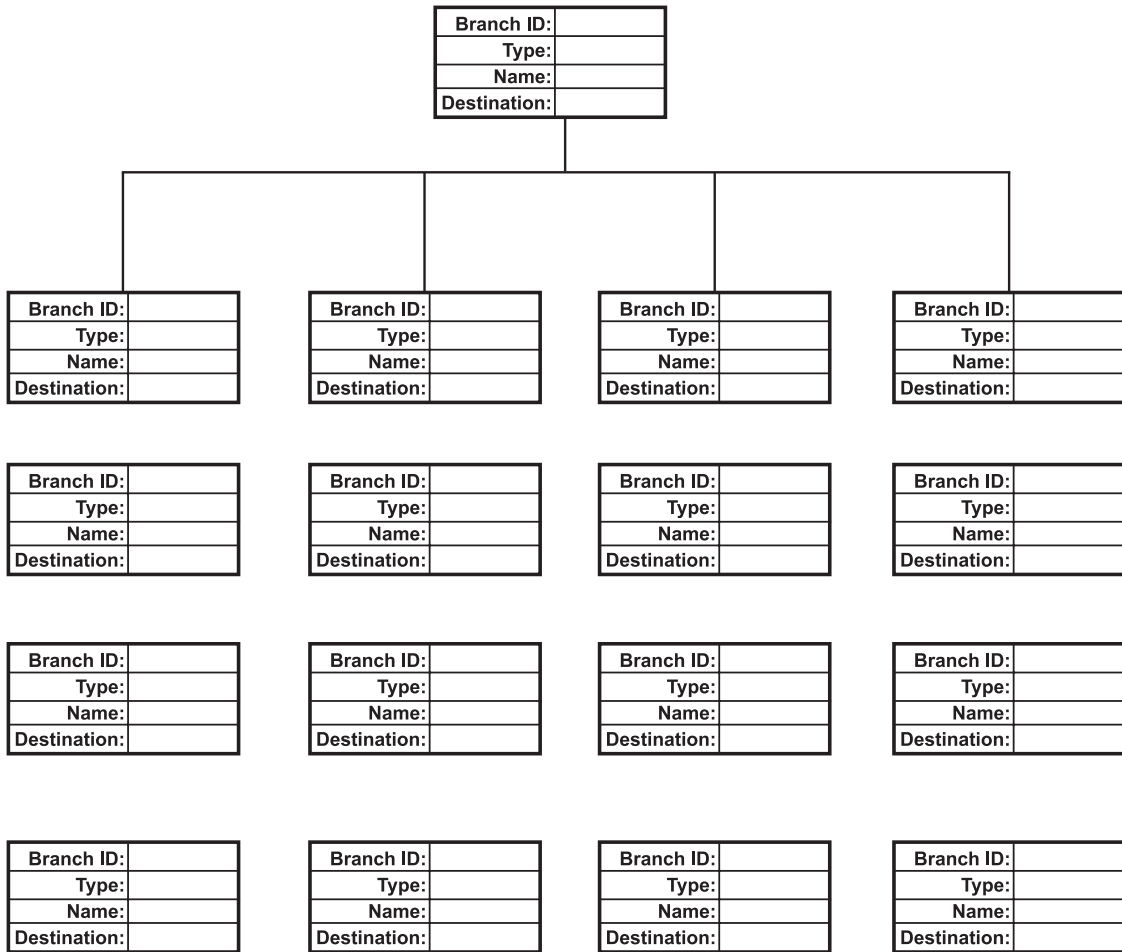 Branch ID:
Type:
Name:
Destination:
Branch ID: Branch ID: Branch ID: Branch ID:
Type: Type: Type: Type:
Name: Name: Name: Name:
Destination: Destination: Destination: Destination:
Branch ID: Branch ID: Branch ID: Branch ID:
Type: Type: Type: Type:
Name: Name: Name: Name:
Destination: Destination: Destination: Destination:
Branch ID: Branch ID: Branch ID: Branch ID:
Type: Type: Type: Type:
Name: Name: Name: Name:
Destination: Destination: Destination: Destination:
Branch ID: Branch ID: Branch ID: Branch ID:
Type: Type: Type: Type:
Name: Name: Name: Name:
Destination: Destination: Destination: Destination: